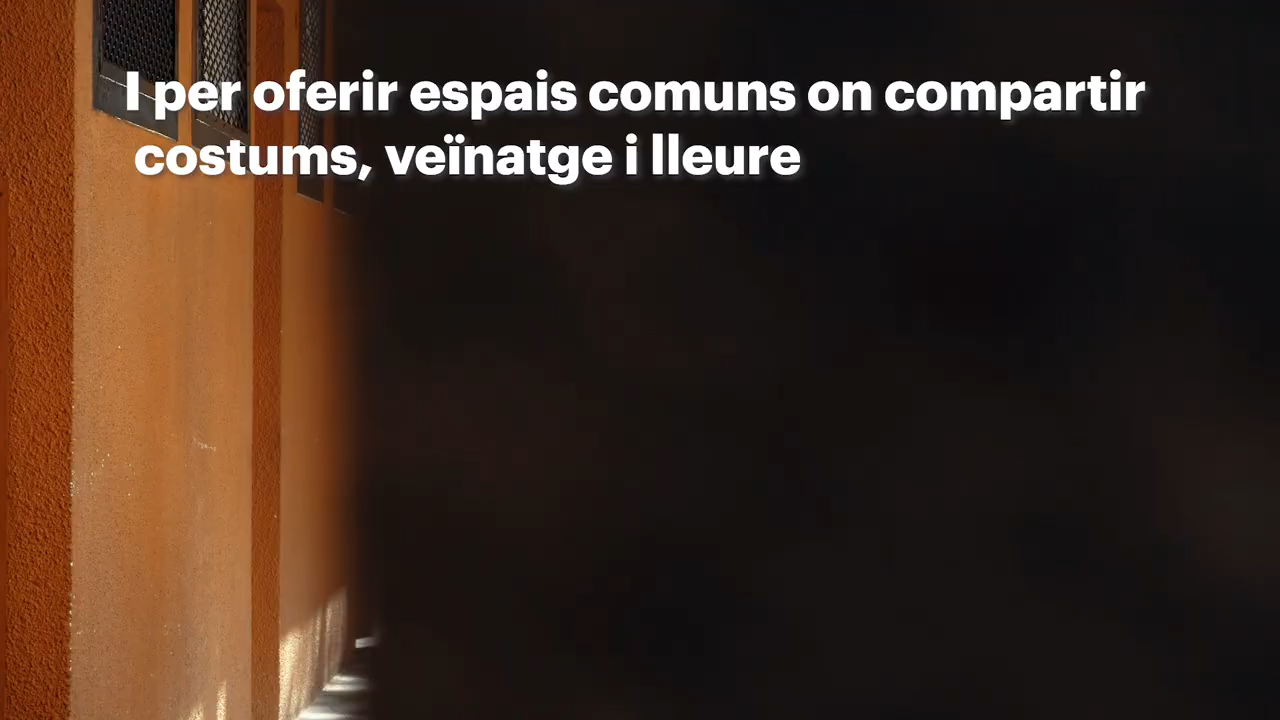 I per oferir espais comuns on compartir
costums, veïnatge i lleure